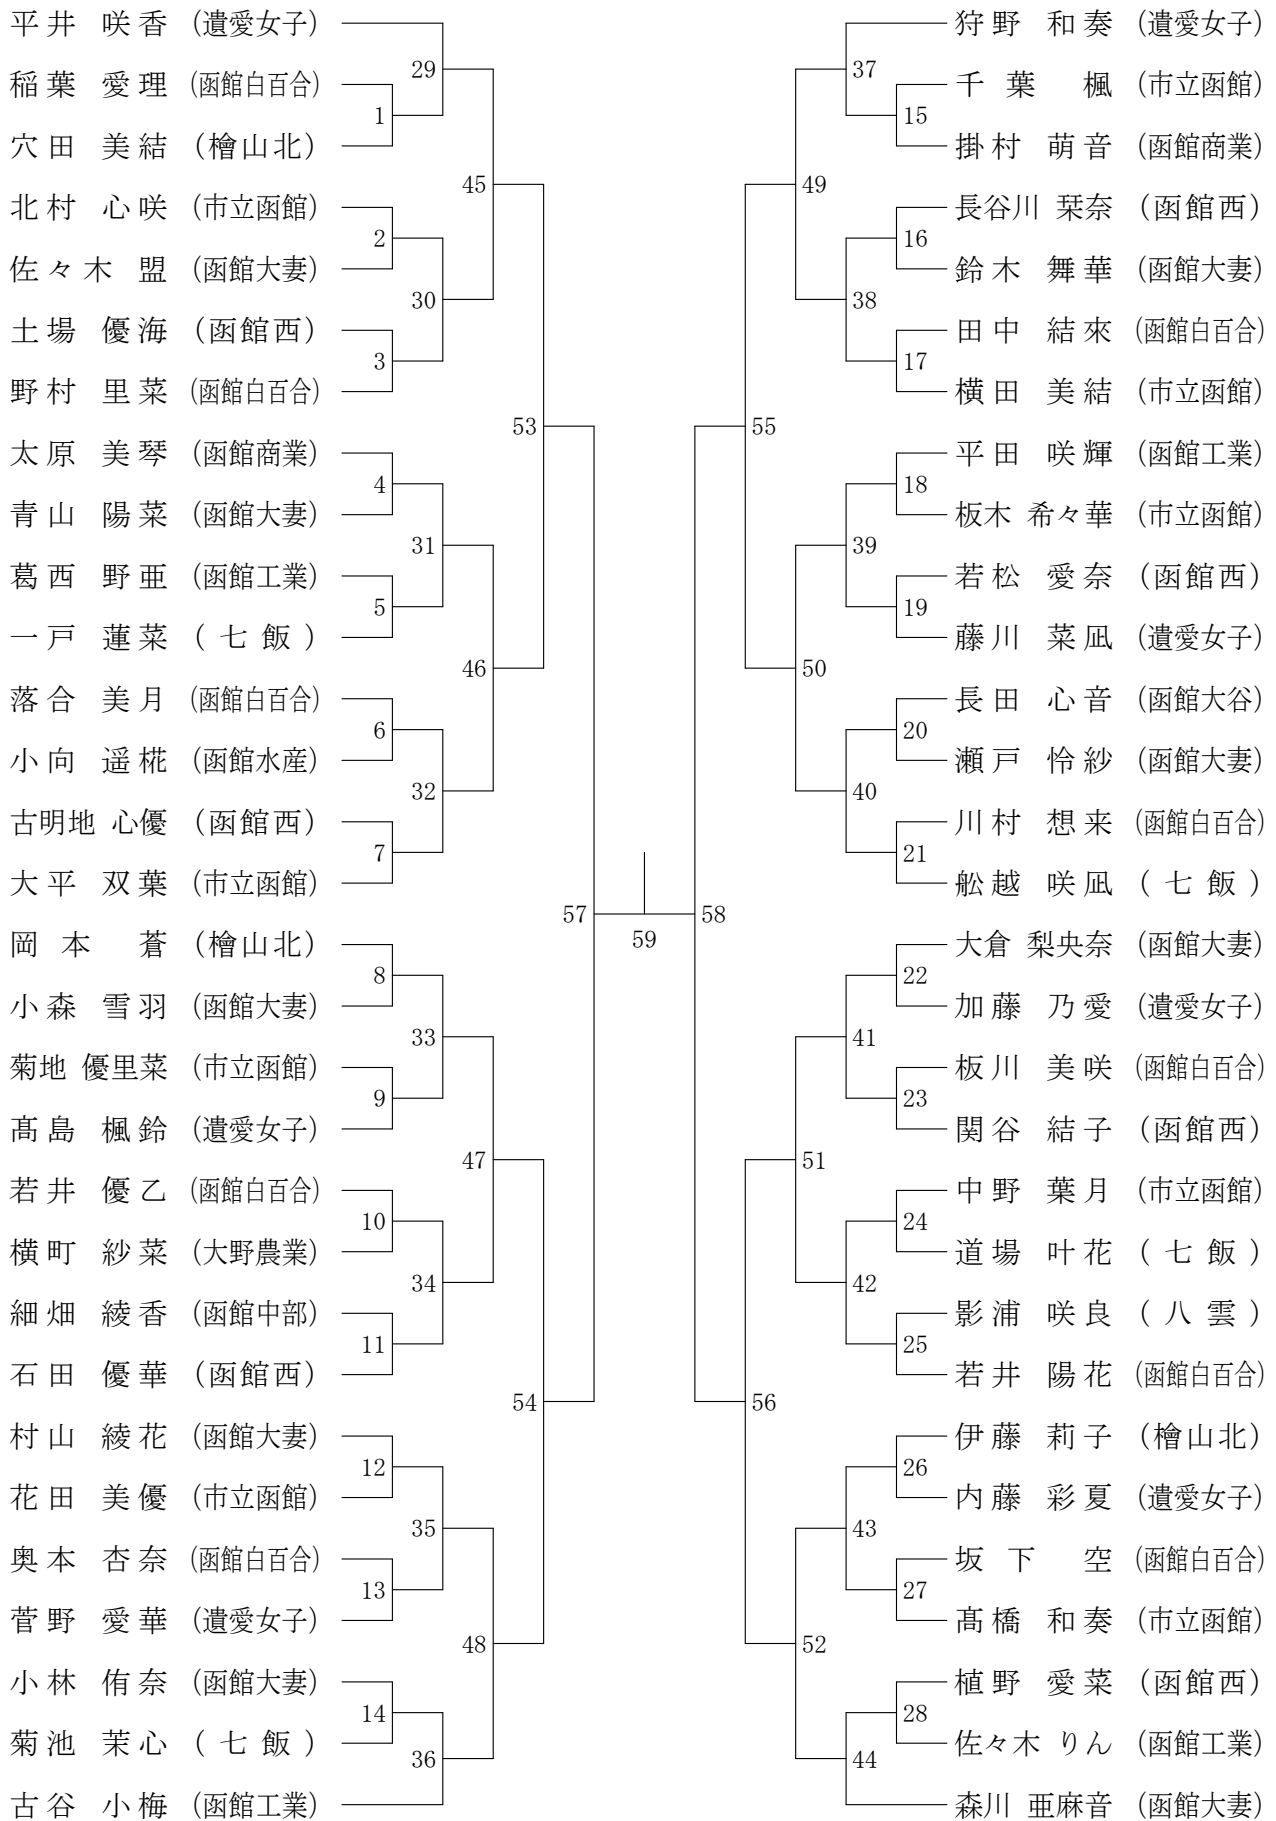 平井 咲香 (遺愛女子)
稲葉 愛理 (函館白百合)
穴田 美結 (檜山北)
北村 心咲 (市立函館)
佐々木 盟 (函館大妻)
土場 優海 (函館西)
野村 里菜 (函館白百合)
太原 美琴 (函館商業)
青山 陽菜 (函館大妻)
葛西 野亜 (函館工業)
一戸 蓮菜 (七飯)
落合 美月 (函館白百合)
小向 遥椛 (函館水産)
古明地 心優 (函館西)
大平 双葉 (市立函館)
岡本 蒼 (檜山北)
小森 雪羽 (函館大妻)
菊地 優里菜 (市立函館)
髙島 楓鈴 (遺愛女子)
若井 優乙 (函館白百合)
横町 紗菜 (大野農業)
細畑 綾香 (函館中部)
石田 優華 (函館西)
村山 綾花 (函館大妻)
花田 美優 (市立函館)
奥本 杏奈 (函館白百合)
菅野 愛華 (遺愛女子)
小林 侑奈 (函館大妻)
菊池 茉心 (七飯)
古谷 小梅 (函館工業)
1
2
3
4
5
6
7
8
9
10
11
12
13
14
29
30
31
32
33
34
35
36
45
46
47
48
53
54
57
59
58
55
56
49
50
51
52
37
38
39
40
41
42
43
44
15
16
17
18
19
20
21
22
23
24
25
26
27
28
狩野 和奏 (遺愛女子)
千葉 楓 (市立函館)
掛村 萌音 (函館商業)
長谷川 栞奈 (函館西)
鈴木 舞華 (函館大妻)
田中 結來 (函館白百合)
横田 美結 (市立函館)
平田 咲輝 (函館工業)
板木 希々華 (市立函館)
若松 愛奈 (函館西)
藤川 菜凪 (遺愛女子)
長田 心音 (函館大谷)
瀬戸 怜紗 (函館大妻)
川村 想来 (函館白百合)
舩越 咲凪 (七飯)
大倉 梨央奈 (函館大妻)
加藤 乃愛 (遺愛女子)
板川 美咲 (函館白百合)
関谷 結子 (函館西)
中野 葉月 (市立函館)
道場 叶花 (七飯)
影浦 咲良 (八雲)
若井 陽花 (函館白百合)
伊藤 莉子 (檜山北)
内藤 彩夏 (遺愛女子)
坂下 空 (函館白百合)
髙橋 和奏 (市立函館)
植野 愛菜 (函館西)
佐々木 りん (函館工業)
森川 亜麻音 (函館大妻)